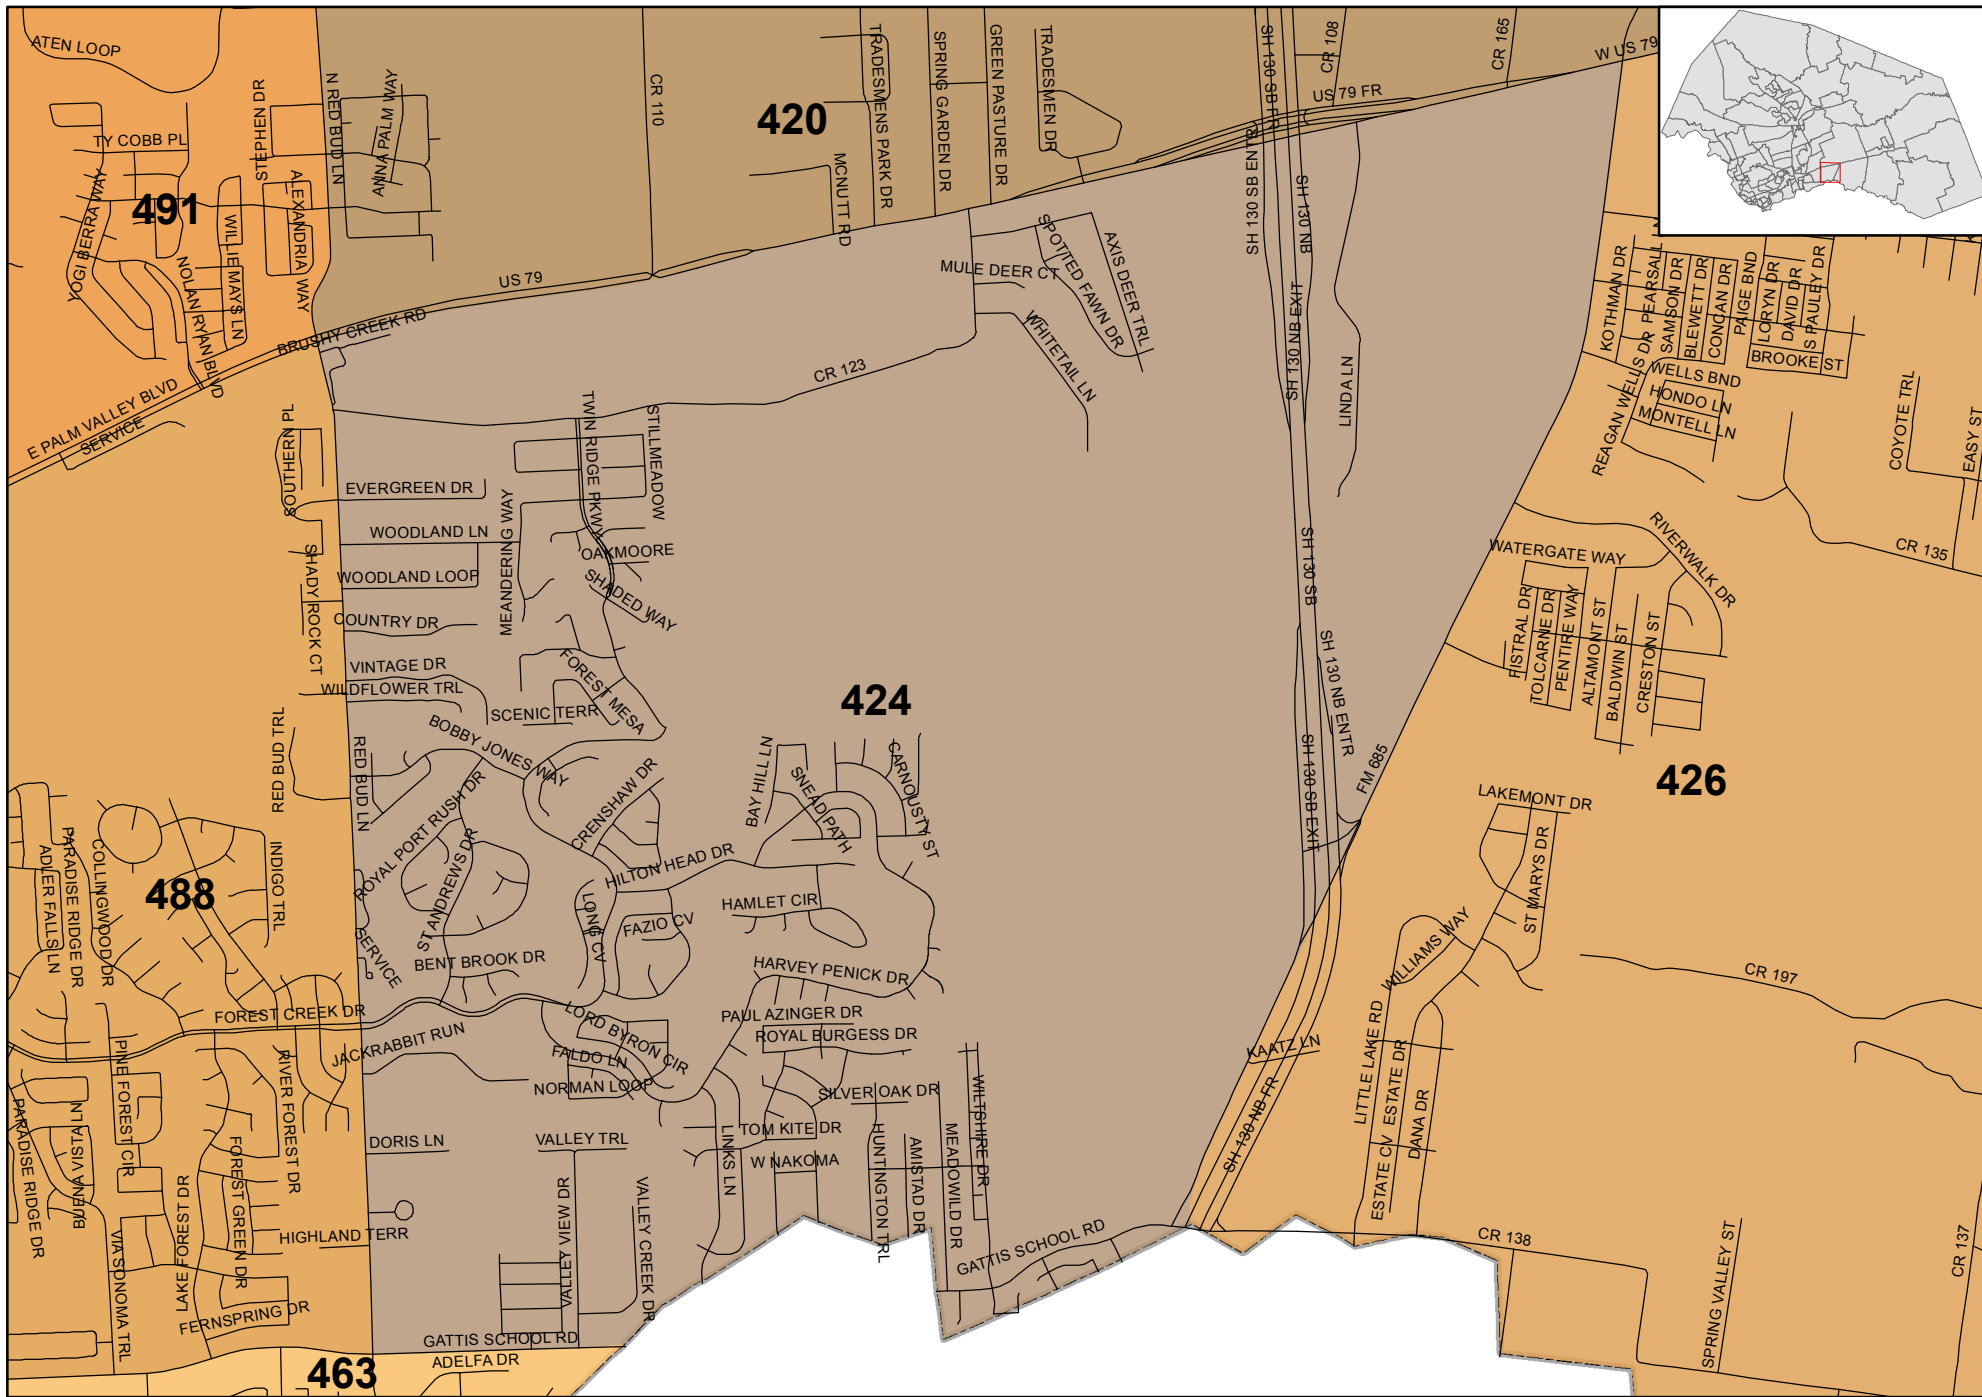 ATEN LOOP
N RED BUD LN
STEPHEN DR
ANNA PALM WAY
CR 110
420
TRADESMENS PARK DR
SPRING GARDEN DR
GREEN PASTURE DR
TRADESMEN DR
MCNUTT RD
SH 130 SB FR
CR 108
CR 165
W US 79
US 79 FR
TY COBB PL
491
YOGI BERRA WAY
WILLIE MAYS LN
ALEXANDRIA WAY
NOLAN RYAN BLVD
SH 130 SB ENTR
SH 130 NB
US 79
BRUSHY CREEK RD
MULE DEER CT
SPOTTED FAWN DR
AXIS DEER TRL
WHITETAIL LN
SH 130 NB EXIT
LINDA LN
KOTHMAN DR
PEARSALL
SAMSON DR
BLEWETT DR
CONCAN DR
PAIGE BND
LORYN DR
DAVID DR
S PAULEY DR
BROOKE ST
REAGAN WELLS DR
WELLS BND
HONDO LN
MONTELL LN
COYOTE TRL
EASY ST
CR 135
E PALM VALLEY BLVD
SERVICE
CR 123
SOUTHERN PL
TWIN RIDGE PKWY
STILLMEADOW
EVERGREEN DR
WOODLAND LN
MEANDERING WAY
OAKMOORE
WOODLAND LOOP
SHADED WAY
SHADY ROCK CT
COUNTRY DR
VINTAGE DR
WILDFLOWER TRL
FOREST MESA
SCENIC TERR
424
SH 130 SB
SH 130 NB ENTR
SH 130 SB EXIT
FM 685
WATERGATE WAY
RIVERWALK DR
FISTRAL DR
TOLCARNE DR
PENTIRE WAY
ALTAMONT ST
BALDWIN ST
CRESTON ST
426
LAKEMONT DR
ST MARYS DR
WILLIAMS WAY
CR 197
RED BUD TRL
RED BUD LN
BOBBY JONES WAY
ROYAL PORT RUSH DR
CRENSHAW DR
BAY HILL LN
SNEAD PATH
CARNOUSTY ST
HILTON HEAD DR
HAMLET CIR
ST ANDREWS DR
LONG CV
FAZIO CV
BENT BROOK DR
HARVEY PENICK DR
SERVICE
488
PARADISE RIDGE DR
ADLER FALLS LN
COLLINGWOOD DR
INDIGO TRL
FOREST CREEK DR
JACKRABBIT RUN
LORD BYRON CIR
PAUL AZINGER DR
ROYAL BURGESS DR
FALDO LN
NORMAN LOOP
SILVER OAK DR
KAATZ LN
LITTLE LAKE RD
ESTATE DR
ESTATE CV
DANA DR
SH 130 NB FR
PINE FOREST CIR
RIVER FOREST DR
PARADISE RIDGE DR
BUENA VISTA LN
FOREST GREEN DR
LAKE FOREST DR
VIA SONOMA TRL
FERNSPRING DR
DORIS LN
HIGHLAND TERR
VALLEY TRL
VALLEY VIEW DR
VALLEY CREEK DR
LINKS LN
TOM KITE DR
W NAKOMA
HUNTINGTON TRL
AMISTAD DR
MEADOWILD DR
WILTSHIRE DR
GATTIS SCHOOL RD
CR 138
SPRING VALLEY ST
CR 137
GATTIS SCHOOL RD
ADELFA DR
463